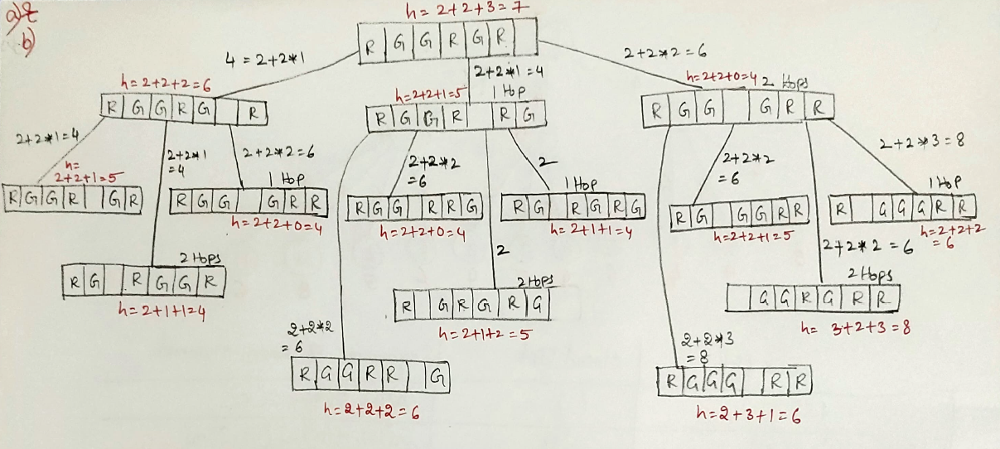 a) z
b)
h = 2+2+3 = 7
R G G R G R
4 = 2+2*1
2+2*1 = 4
1 Hop
2+2*2 = 6
2 Hops
h = 2+2+2 = 6
R G G R G R
h = 2+2+1 = 5
R G G R R G
h = 2+2+0 = 4
R G G G R R
2+2*1 = 4
2+2*1
= 4
2+2*2 = 6
1 Hop
2+2*2
= 6
2
1 Hop
2+2*2
= 6
2+2*3 = 8
1 Hop
h =
2+2+1 = 5
R G G R G R
R G G G R R
h = 2+2+0 = 4
R G G R R G
h = 2+2+0 = 4
R G R G R G
h = 2+1+1 = 4
R G G G R R
h = 2+2+1 = 5
R G G G R R
h = 2+2+2
= 6
2 Hops
R G R G G R
h = 2+1+1 = 4
2
2 Hops
R G R G R G
h = 2+1+2 = 5
2+2*2 = 6
2 Hops
G G R G R R
h = 3+2+3 = 8
2+2*2
= 6
R G G R R G
h = 2+2+2 = 6
2+2*3
= 8
R G G G R R
h = 2+3+1 = 6